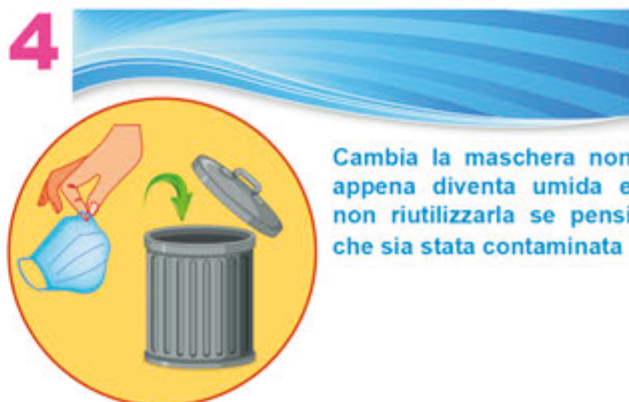 4
Cambia la maschera non
appena diventa umida e
non riutilizzarla se pensi
che sia stata contaminata